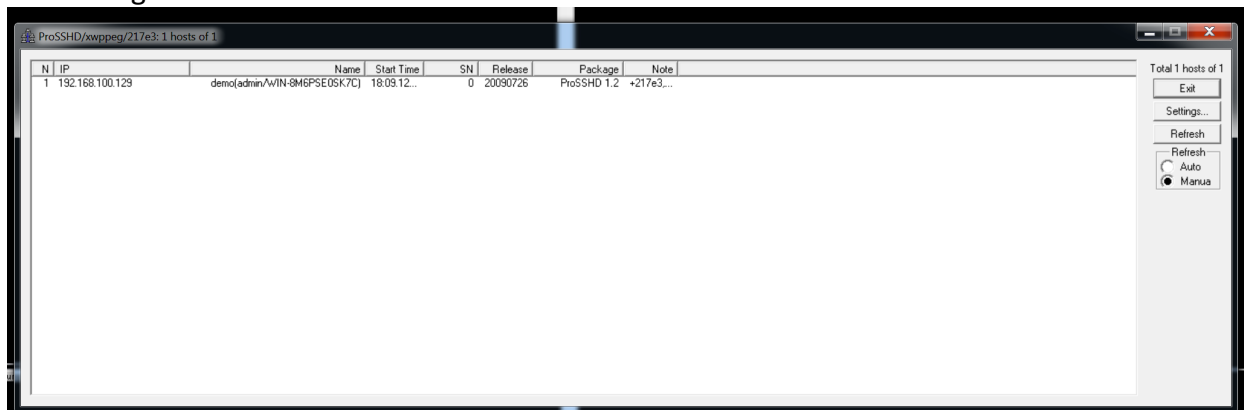 ProSSHD/xwppeg/217e3: 1 hosts of 1
N IP Name Start Time SN Release Package Note
1 192.168.100.129 demo(admin/WIN-8M6PSE0SK7C) 18:09.12... 0 20090726 ProSSHD 1.2 +217e3,...
Total 1 hosts of 1
Exit
Settings...
Refresh
Refresh
Auto
Manua